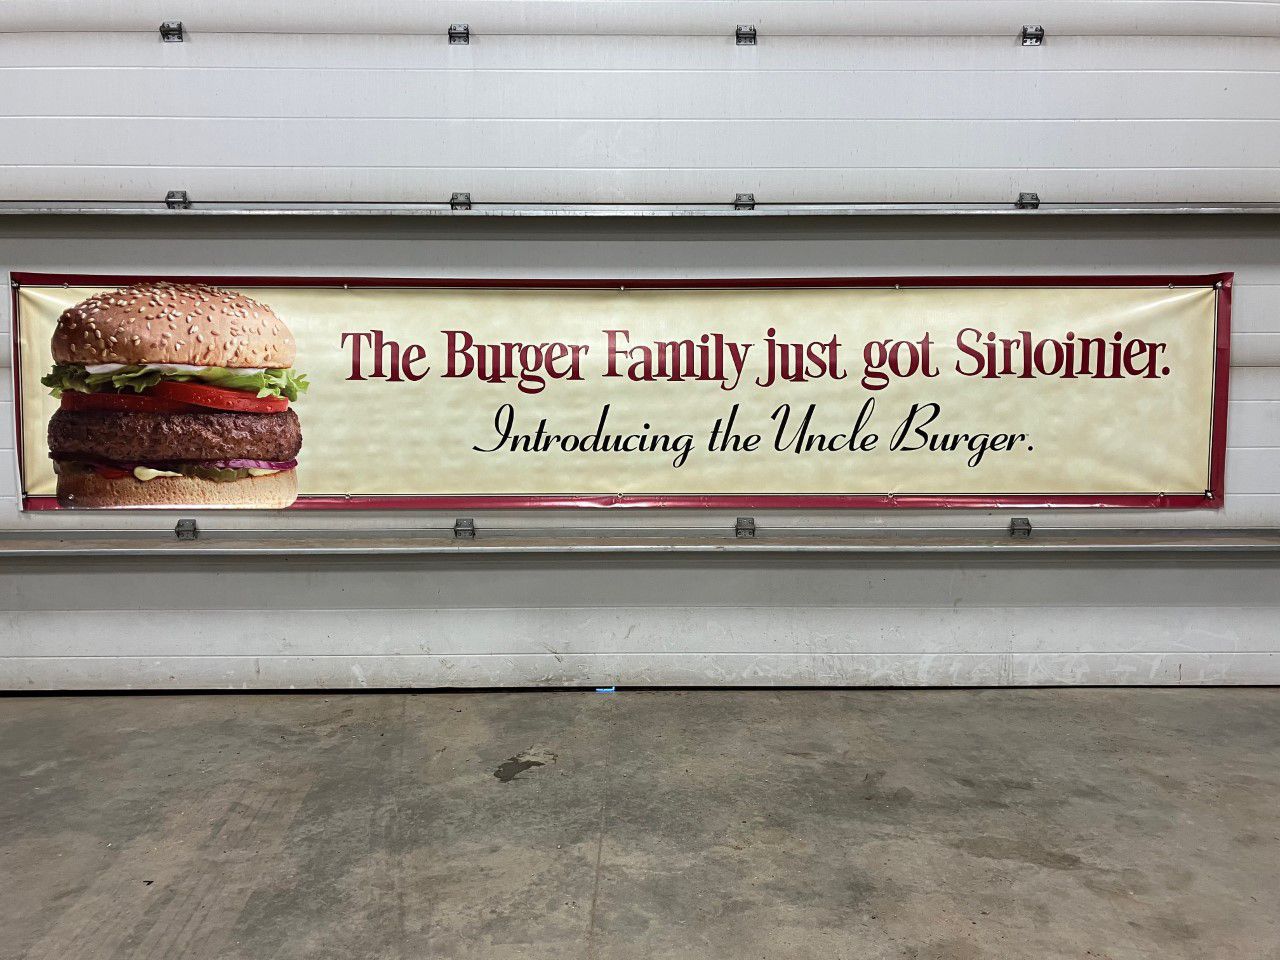 The Burger Family just got Sirloinier.
Introducing the Uncle Burger.